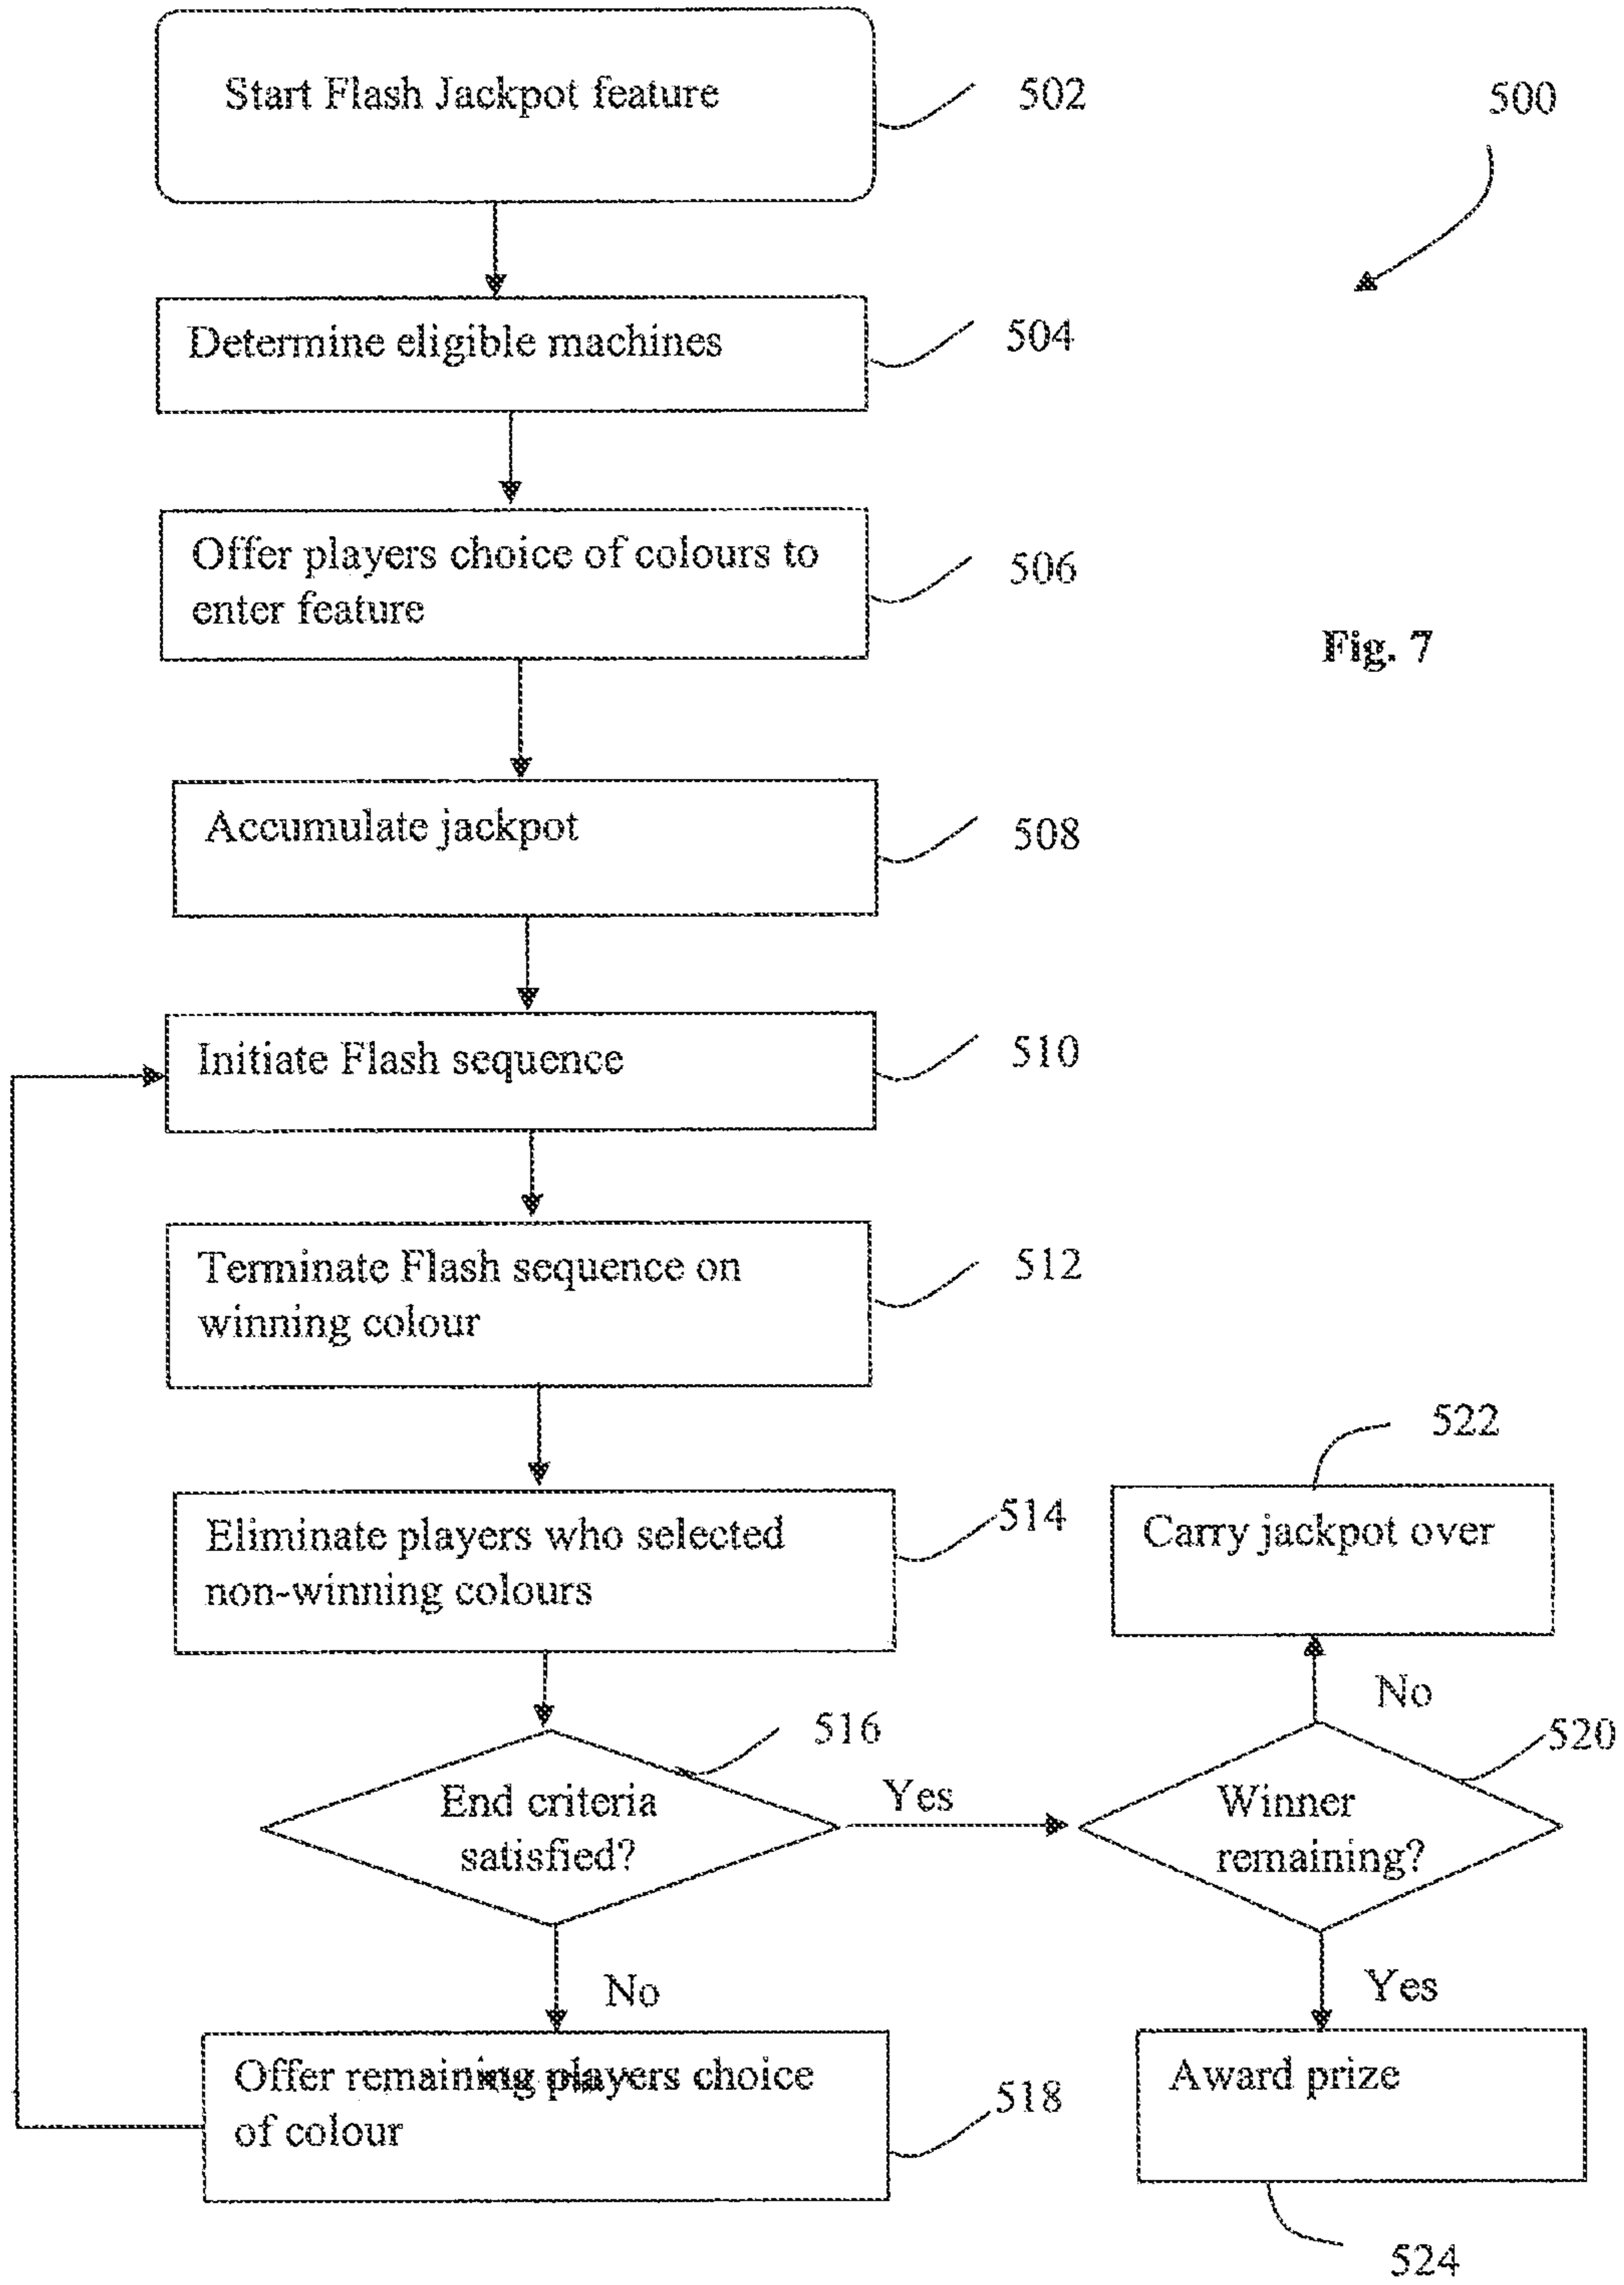 Start Flash Jackpot feature
502
500
Determine eligible machines
504
Offer players choice of colours to
enter feature
506
Fig. 7
Accumulate jackpot
508
Initiate Flash sequence
510
Terminate Flash sequence on
winning colour
512
Eliminate players who selected
non-winning colours
514
522
Carry jackpot over
No
516
520
End criteria
satisfied?
Yes
Winner
remaining?
No
Yes
Offer remaining players choice
of colour
518
Award prize
524